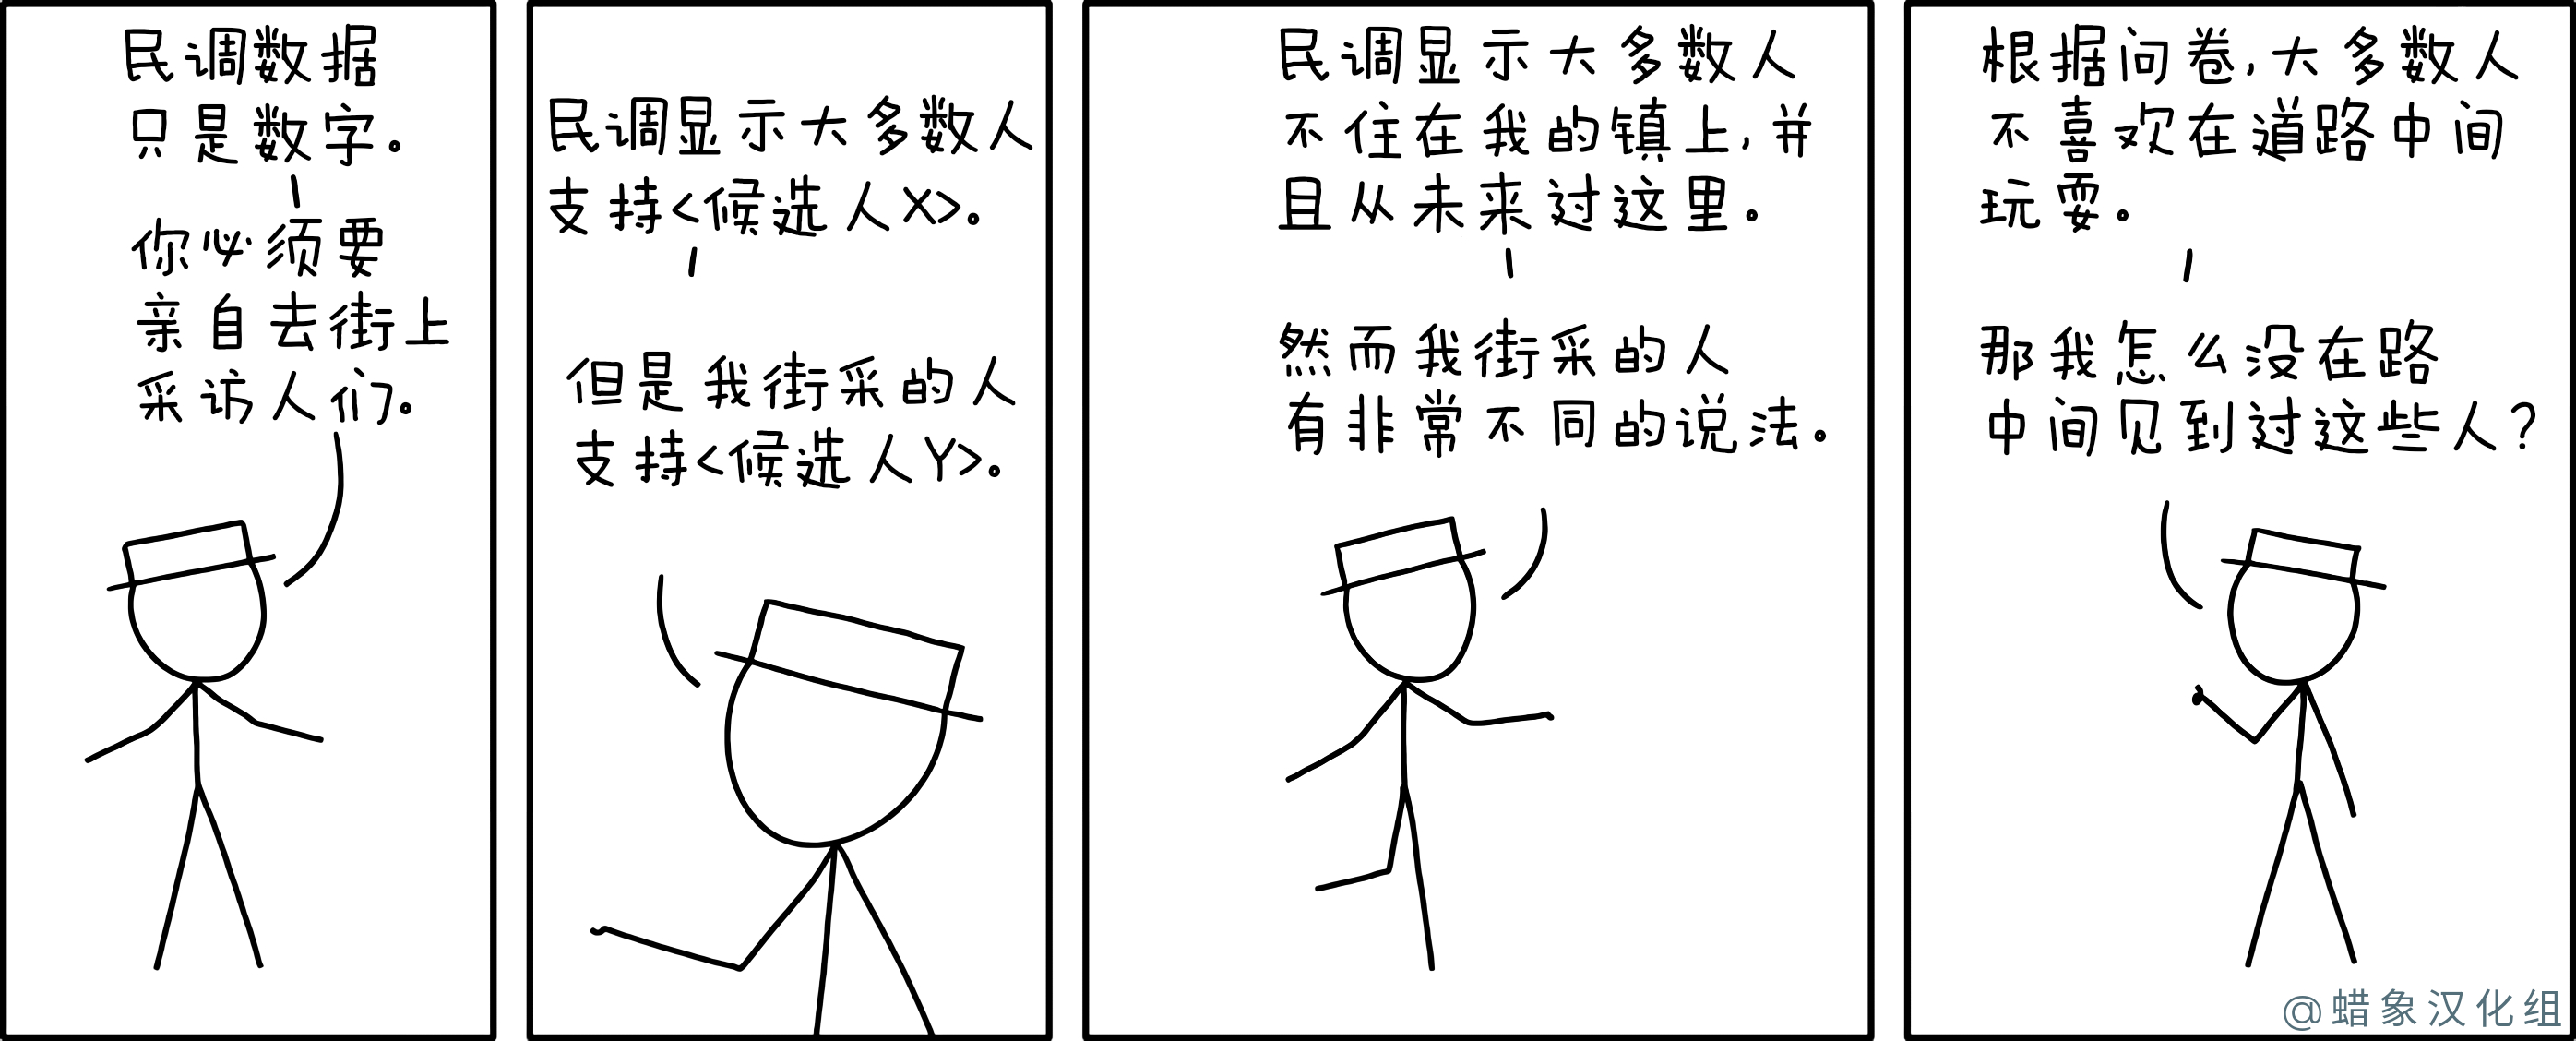 民调数据
只是数字。
你必须要
亲自去街上
采访人们。
民调显示大多数人
支持<候选人X>。
但是我街采的人
支持<候选人Y>。
民调显示大多数人
不住在我的镇上,并
且从未来过这里。
然而我街采的人
有非常不同的说法。
根据问卷,大多数人
不喜欢在道路中间
玩耍。
那我怎么没在路
中间见到过这些人?
@蜡象汉化组